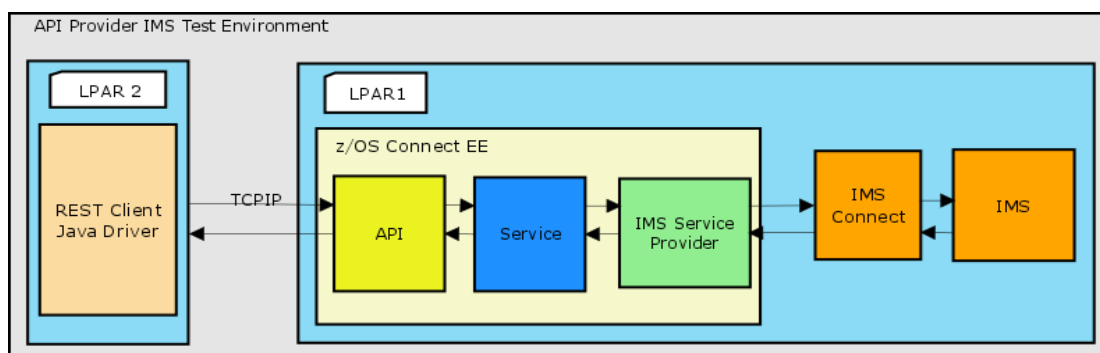 API Provider IMS Test Environment
LPAR 2
LPAR1
z/OS Connect EE
REST Client
Java Driver
TCPIP
API
Service
IMS Service
Provider
IMS
Connect
IMS